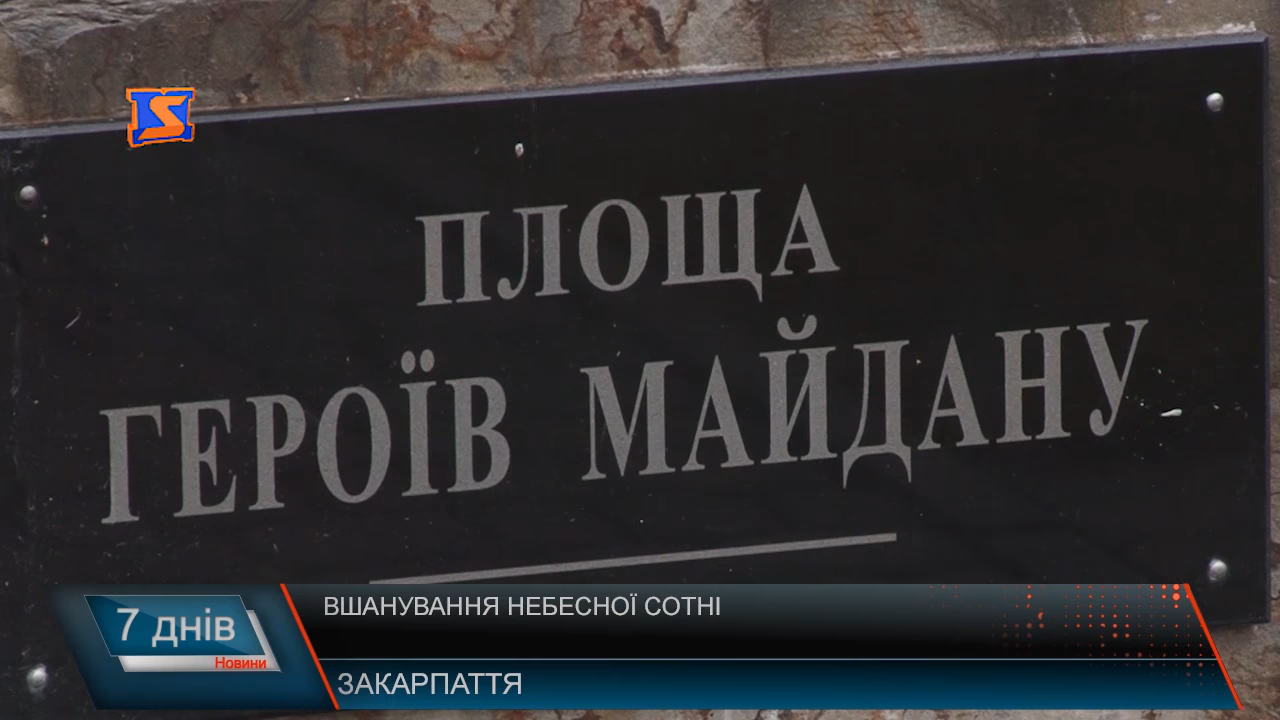 ПЛОЩА
ГЕРОЇВ МАЙДАНУ
ВШАНУВАННЯ НЕБЕСНОЇ СОТНІ
7 днів
Новини
ЗАКАРПАТТЯ